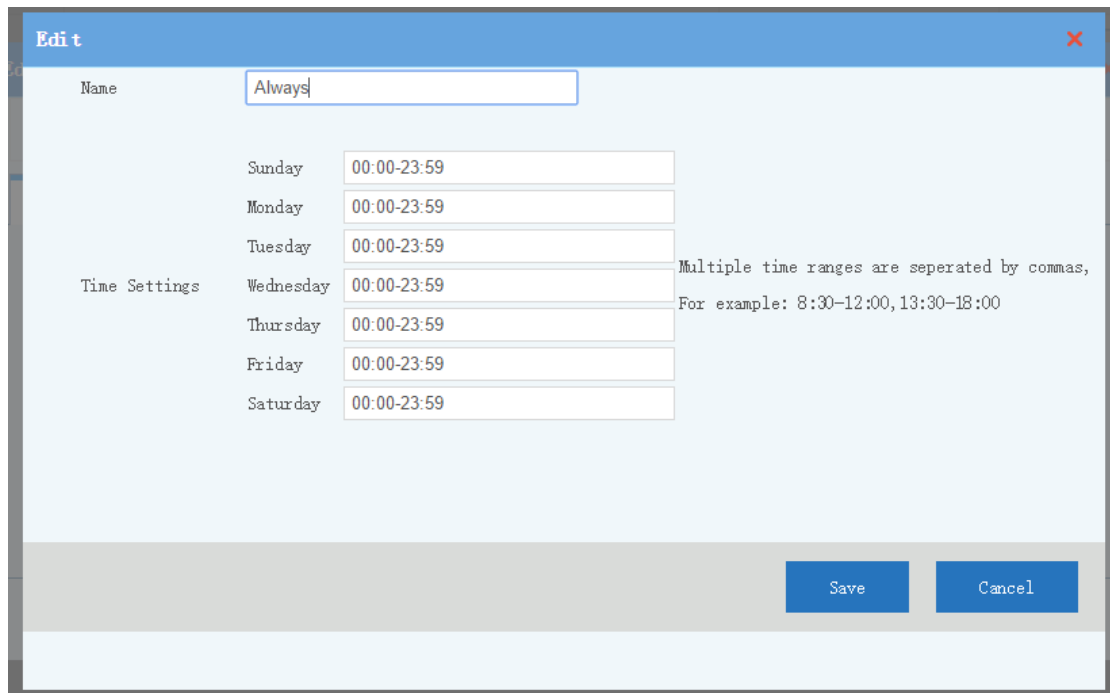 Edit
Name Always
Sunday 00:00-23:59
Monday 00:00-23:59
Tuesday 00:00-23:59
Multiple time ranges are seperated by commas,
Time Settings Wednesday 00:00-23:59
For example: 8:30-12:00,13:30-18:00
Thursday 00:00-23:59
Friday 00:00-23:59
Saturday 00:00-23:59
Save Cancel